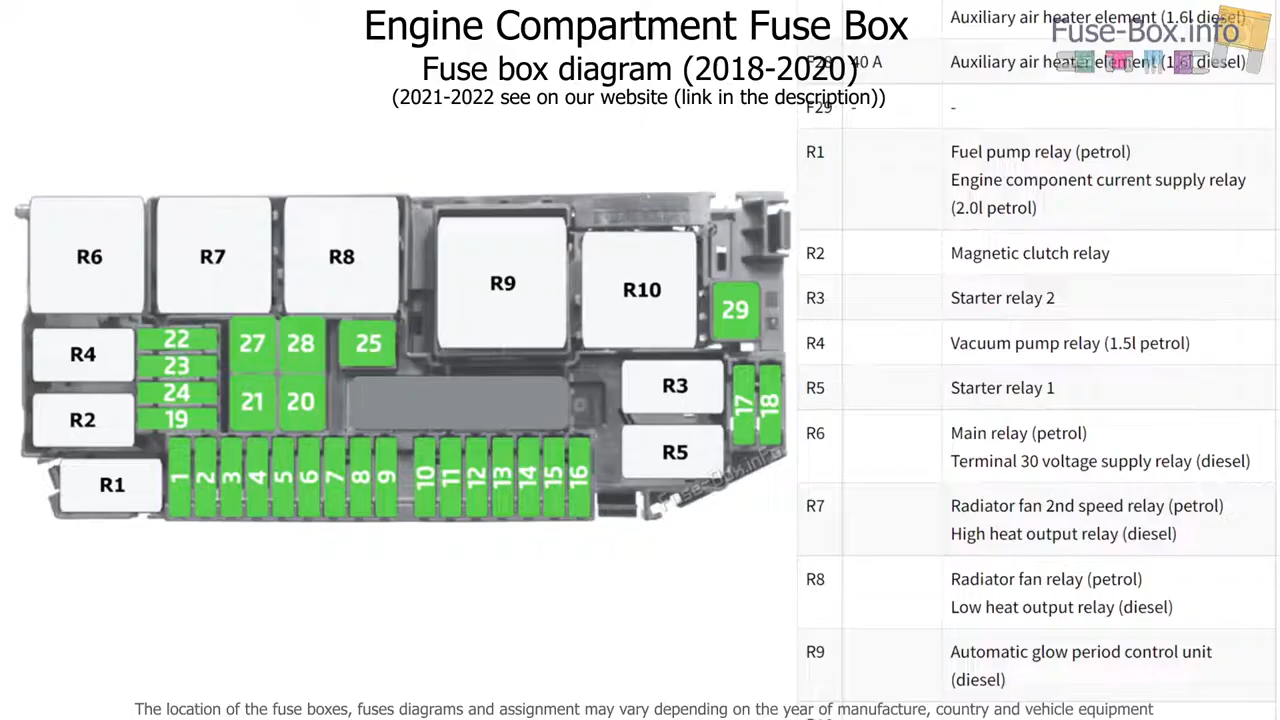 Engine Compartment Fuse Box
Fuse box diagram (2018-2020)
(2021-2022 see on our website (link in the description))
Fuse-Box.info
Auxiliary air heater element (1.6l diesel)
F28 40 A Auxiliary air heater element (1.6l diesel)
F29 - -
R1 Fuel pump relay (petrol)
Engine component current supply relay
(2.0l petrol)
R2 Magnetic clutch relay
R3 Starter relay 2
R4 Vacuum pump relay (1.5l petrol)
R5 Starter relay 1
R6 Main relay (petrol)
Terminal 30 voltage supply relay (diesel)
R7 Radiator fan 2nd speed relay (petrol)
High heat output relay (diesel)
R8 Radiator fan relay (petrol)
Low heat output relay (diesel)
R9 Automatic glow period control unit
(diesel)
R6 R7 R8 R9 R10
29
R4 22 27 28 25
23
24 21 20 R3 17 18
R2 19
R5
R1 1 2 3 4 5 6 7 8 9 10 11 12 13 14 15 16
Fuse-Box.info
The location of the fuse boxes, fuses diagrams and assignment may vary depending on the year of manufacture, country and vehicle equipment